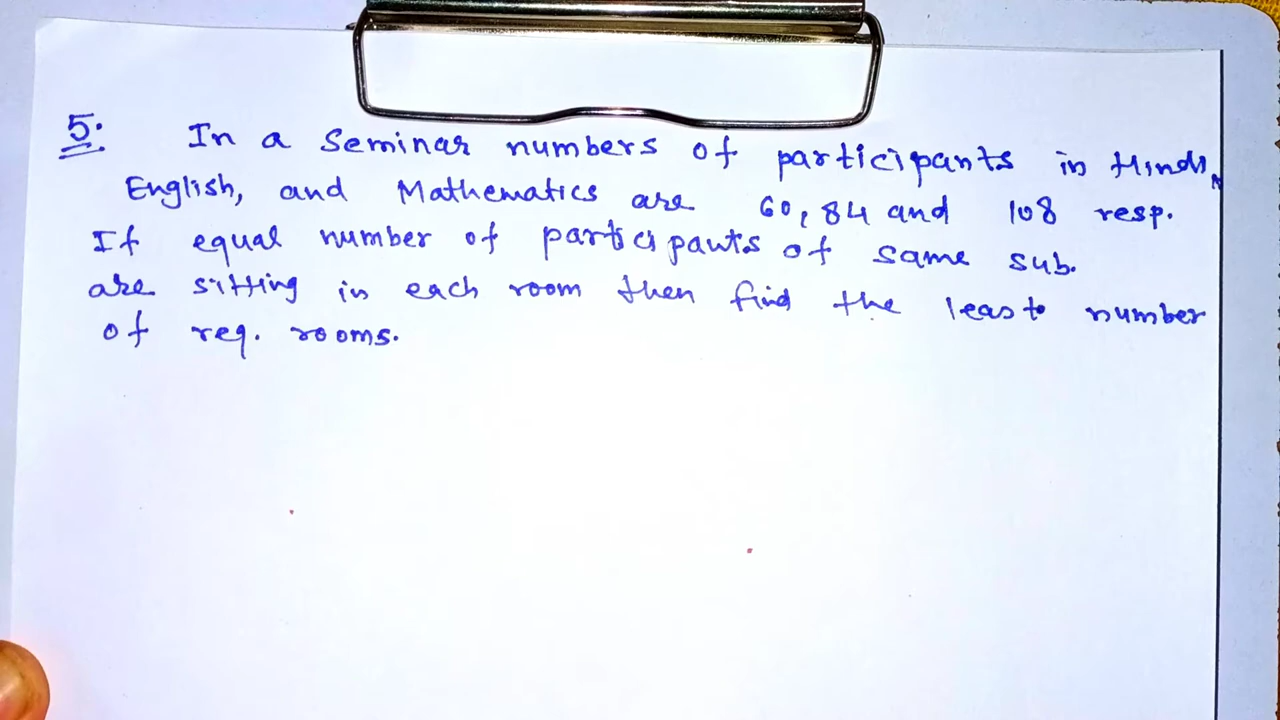 5. In a seminar numbers of participants in Hindi,
English, and Mathematics are 60, 84 and 108 resp.
If equal number of participants of same sub.
are sitting in each room then find the least number
of req. rooms.